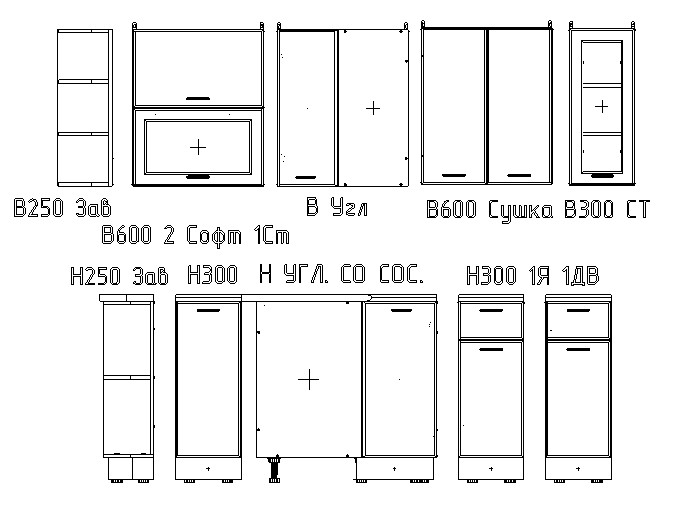 В250 Зав
В600 2 Софт 1Ст
В Угл
В600 Сушка
В300 СТ
Н250 Зав
Н300
Н УГЛ. СО СОС.
Н300 1Я 1ДВ